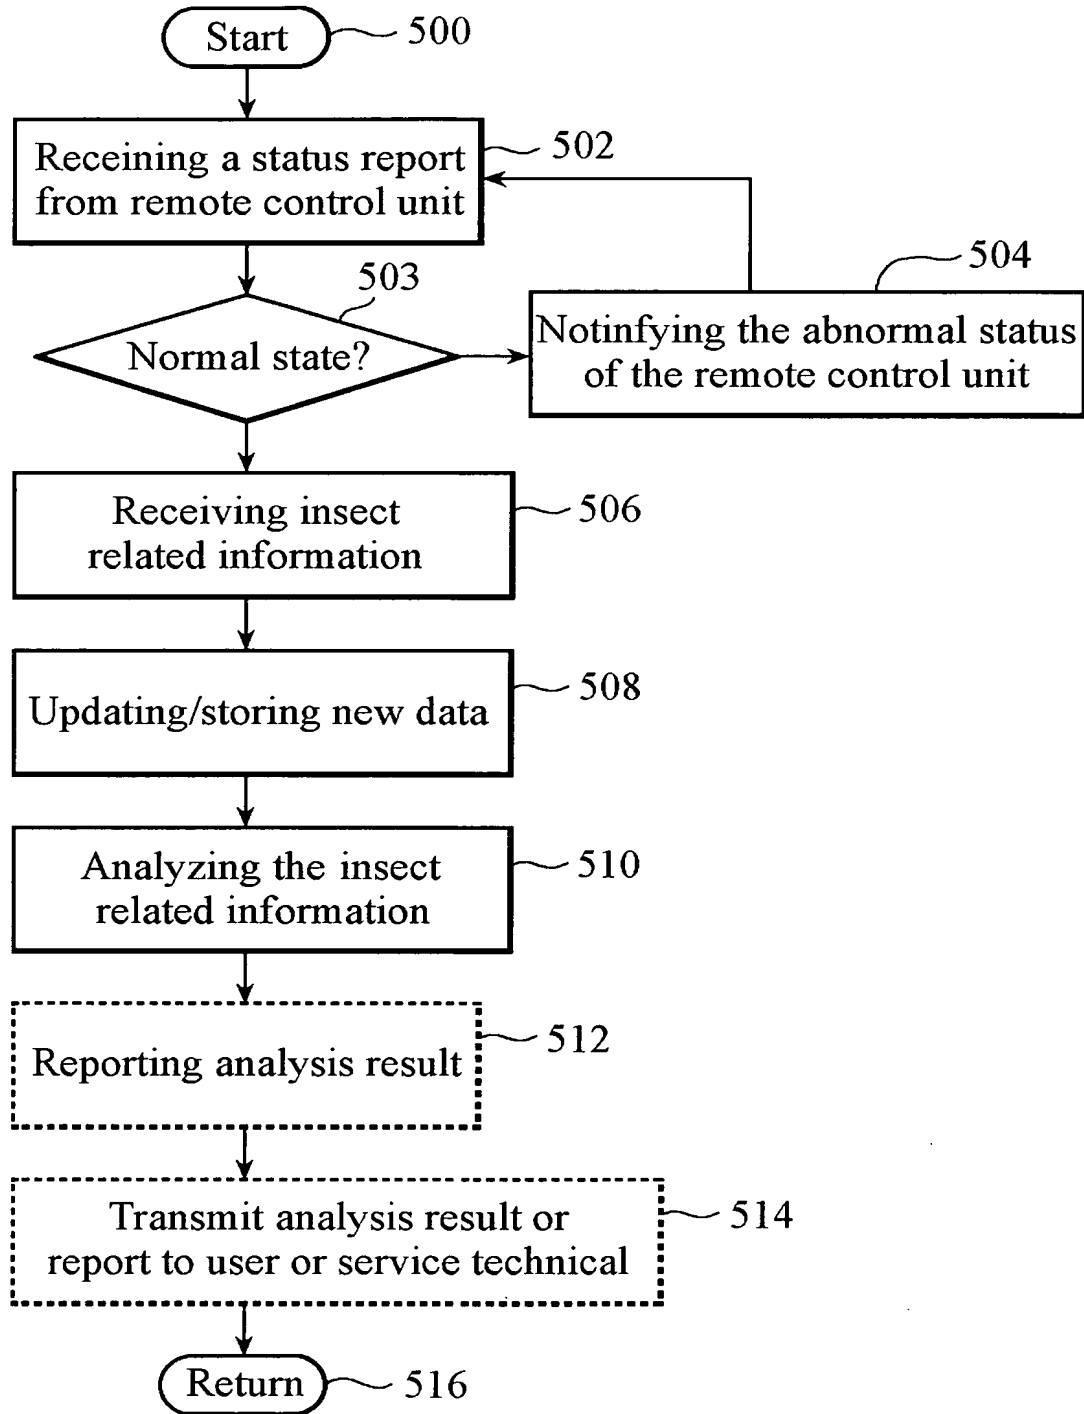 Start
500
Receining a status report
from remote control unit
502
503
Normal state?
504
Notinfying the abnormal status
of the remote control unit
Receiving insect
related information
506
Updating/storing new data
508
Analyzing the insect
related information
510
Reporting analysis result
512
Transmit analysis result or
report to user or service technical
514
Return
516